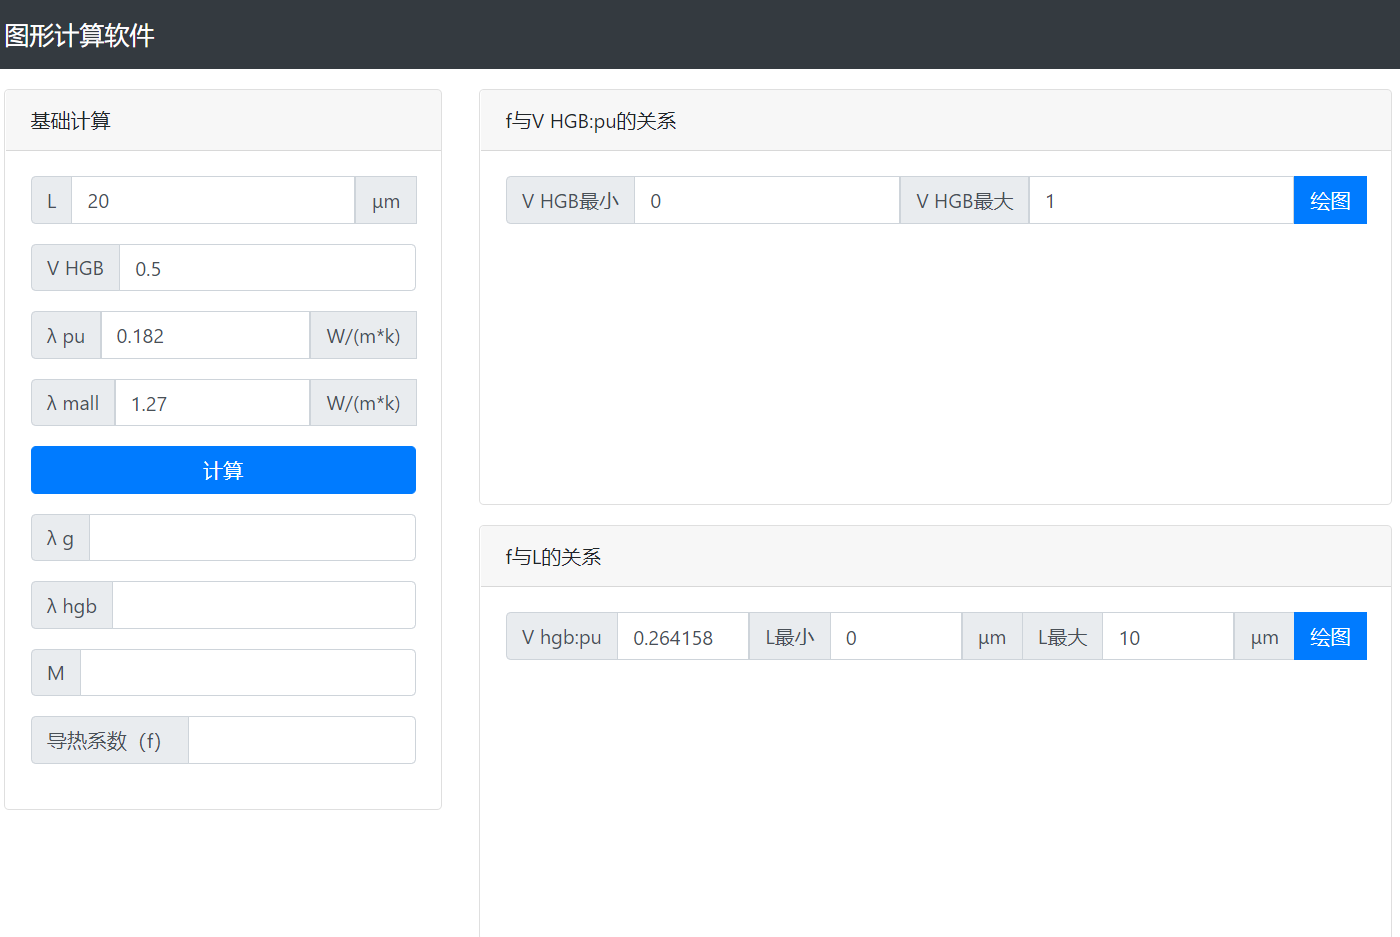 图形计算软件
基础计算
L 20 μm
V HGB 0.5
λ pu 0.182 W/(m*k)
λ mall 1.27 W/(m*k)
计算
λ g
λ hgb
M
导热系数（f)
f与V HGB:pu的关系
V HGB最小 0 V HGB最大 1 绘图
f与L的关系
V hgb:pu 0.264158 L最小 0 μm L最大 10 μm 绘图